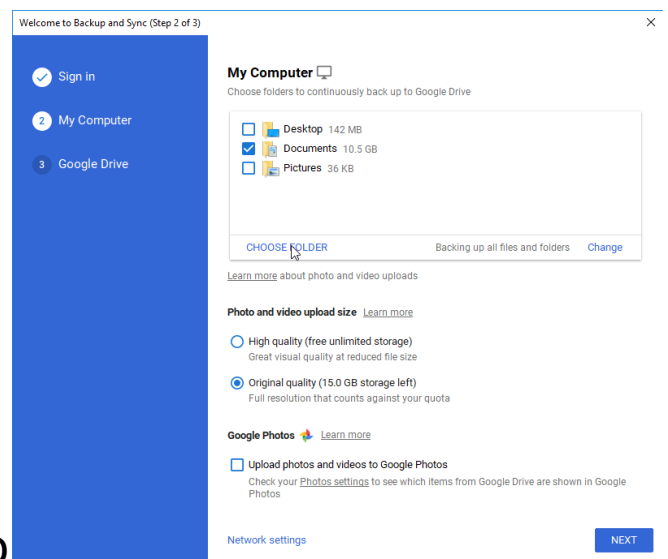 Welcome to Backup and Sync (Step 2 of 3)
Sign in
2 My Computer
3 Google Drive
My Computer
Choose folders to continuously back up to Google Drive
Desktop 142 MB
Documents 10.5 GB
Pictures 36 KB
CHOOSE FOLDER Backing up all files and folders Change
Learn more about photo and video uploads
Photo and video upload size Learn more
High quality (free unlimited storage)
Great visual quality at reduced file size
Original quality (15.0 GB storage left)
Full resolution that counts against your quota
Google Photos Learn more
Upload photos and videos to Google Photos
Check your Photos settings to see which items from Google Drive are shown in Google
Photos
Network settings NEXT